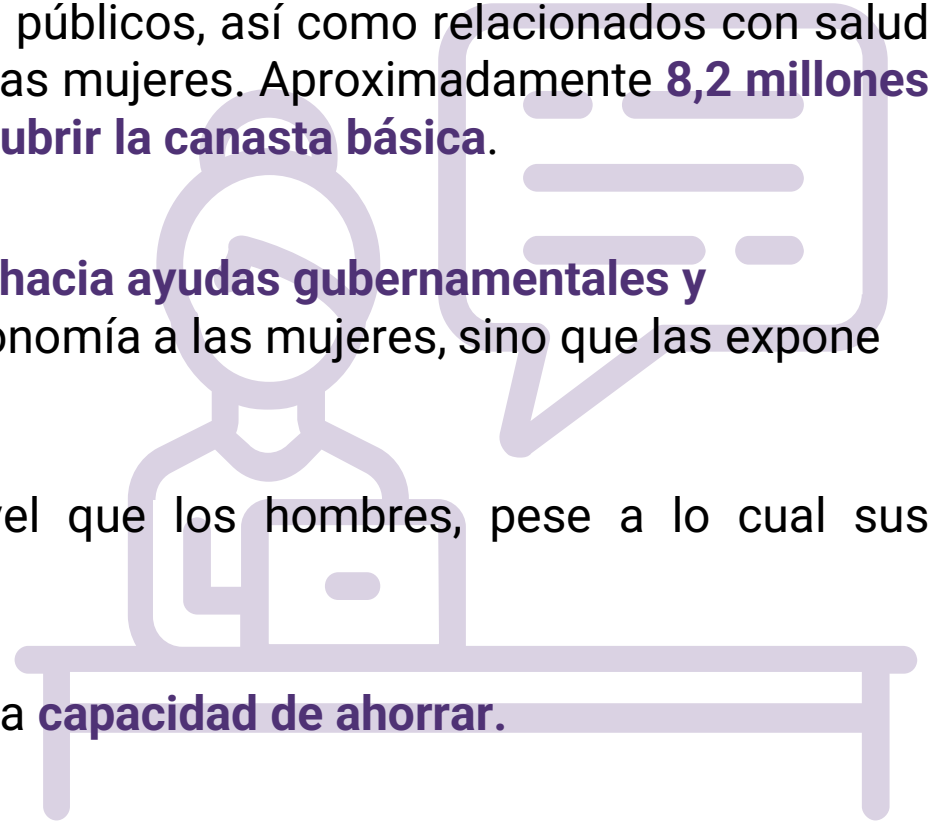 públicos, así como relacionados con salud
as mujeres. Aproximadamente 8,2 millones
ubrir la canasta básica.
hacia ayudas gubernamentales y
onomía a las mujeres, sino que las expone
el que los hombres, pese a lo cual sus
a capacidad de ahorrar.